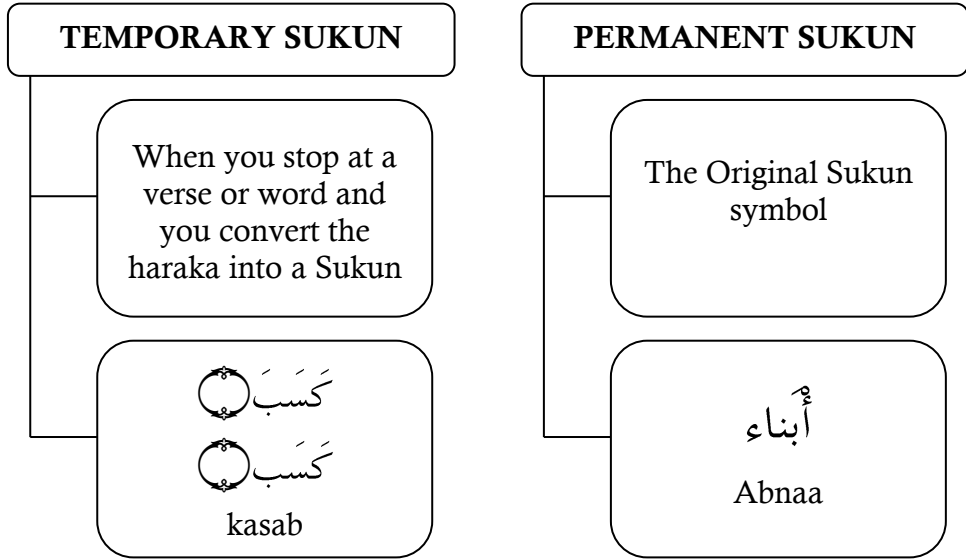 TEMPORARY SUKUN
When you stop at a
verse or word and
you convert the
haraka into a Sukun
كَسَبَ ۝
كَسَب ۝
kasab
PERMANENT SUKUN
The Original Sukun
symbol
أَبْناء
Abnaa